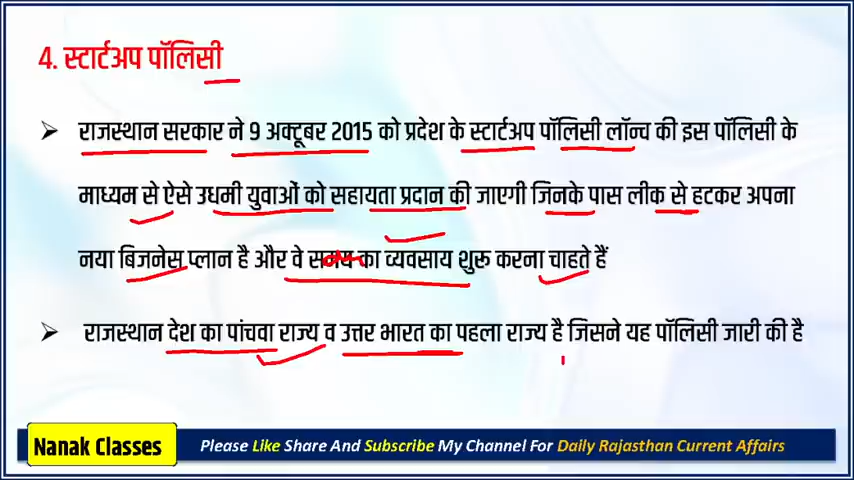 4. स्टार्टअप पॉलिसी
➢ राजस्थान सरकार ने 9 अक्टूबर 2015 को प्रदेश के स्टार्टअप पॉलिसी लॉन्च की इस पॉलिसी के
माध्यम से ऐसे उधमी युवाओं को सहायता प्रदान की जाएगी जिनके पास लीक से हटकर अपना
नया बिजनेस प्लान है और वे समय का व्यवसाय शुरू करना चाहते हैं
➢ राजस्थान देश का पांचवा राज्य व उत्तर भारत का पहला राज्य है जिसने यह पॉलिसी जारी की है
Nanak Classes
Please Like Share And Subscribe My Channel For Daily Rajasthan Current Affairs